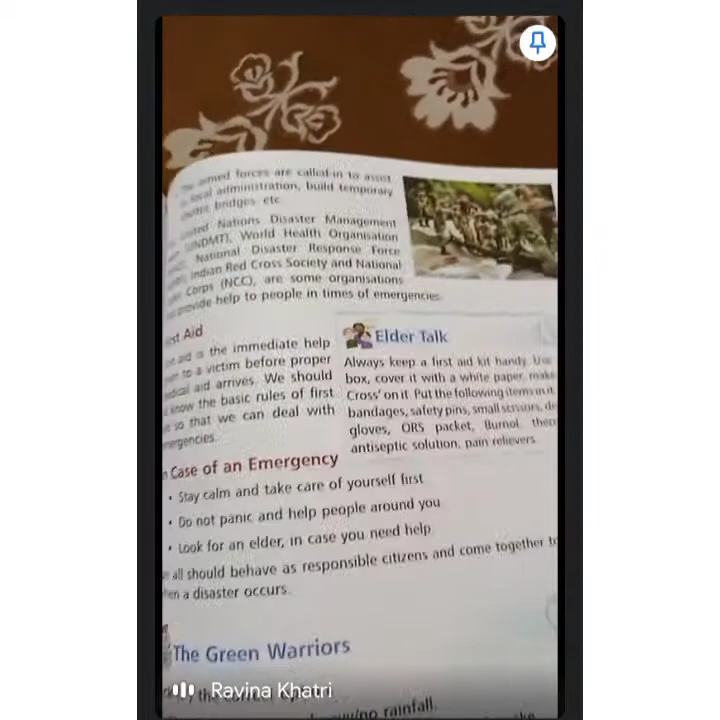 armed forces are called in to assist
local administration, build temporary
bridges, etc.
Nations Disaster Management
(UNDMT), World Health Organisation
National Disaster Response Force
Indian Red Cross Society and National
Corps (NCC), are some organisations
provide help to people in times of emergencies.
Aid
aid is the immediate help
to a victim before proper
aid arrives. We should
know the basic rules of first
so that we can deal with
Elder Talk
Always keep a first aid kit handy. Use
box, cover it with a white paper, make
Cross' on it. Put the following items in it
bandages, safety pins, small scissors,
gloves, ORS packet, Burnol,
antiseptic solution, pain relievers.
Case of an Emergency
• Stay calm and take care of yourself first
• Do not panic and help people around you
• Look for an elder, in case you need help
all should behave as responsible citizens and come together
a disaster occurs.
The Green Warriors
Ravina Khatri
the
rainfall.